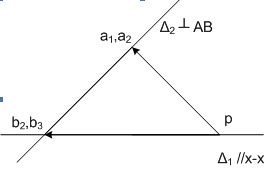 a₁,a₂
Δ₂ ⊥ AB
b₂,b₃
p
Δ₁ //x-x